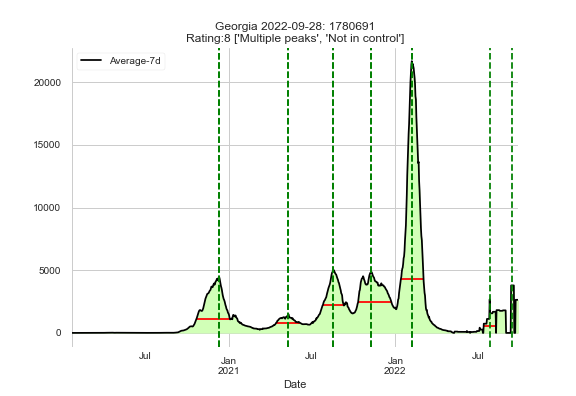 Georgia 2022-09-28: 1780691
Rating:8 ['Multiple peaks', 'Not in control']
Average-7d
20000
15000
10000
5000
0
Jul
Jan
2021
Jul
Jan
2022
Jul
Date